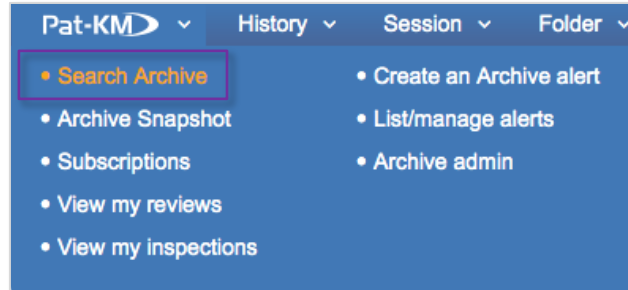 Pat-KM History Session Folder
• Search Archive
• Archive Snapshot
• Subscriptions
• View my reviews
• View my inspections
• Create an Archive alert
• List/manage alerts
• Archive admin